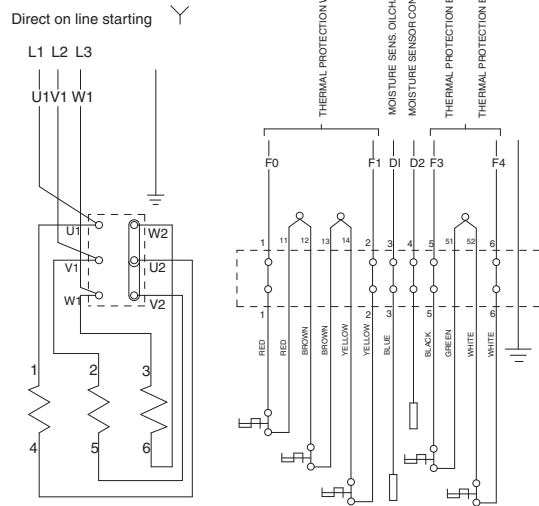 Direct on line starting
L1 L2 L3
U1 V1 W1
U1 W2
V1 U2
W1 V2
1 2 3
4 5 6
THERMAL PROTECTION
MOISTURE SENS. OILCHA
MOISTURE SENSOR CON
THERMAL PROTECTION
THERMAL PROTECTION
F0 F1 DI D2 F3 F4
1 11 12 13 14 2 3 4 5 51 52 6
1 2 3 5 6
RED
RED
BROWN
BROWN
YELLOW
YELLOW
BLUE
BLACK
GREEN
WHITE
WHITE